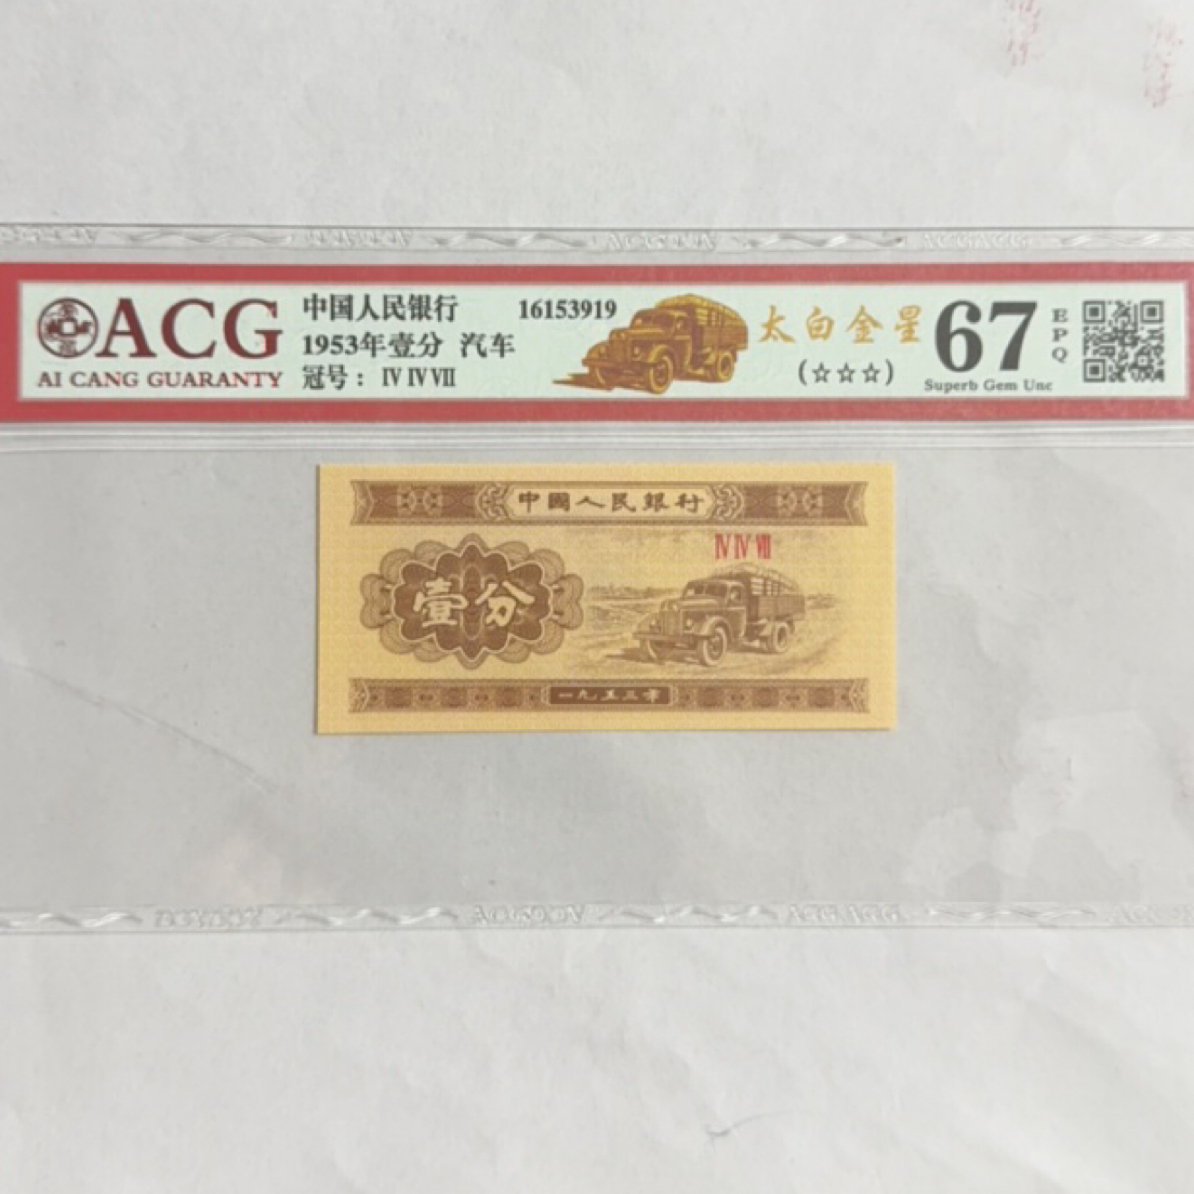 ACG
AI CANG GUARANTY
中国人民银行 16153919
1953年壹分 汽车
冠号：Ⅳ Ⅳ Ⅶ
太白金星
(☆☆☆)
67
EPQ
Superb Gem Unc
中國人民銀行
Ⅳ Ⅳ Ⅶ
壹分
一九五三年